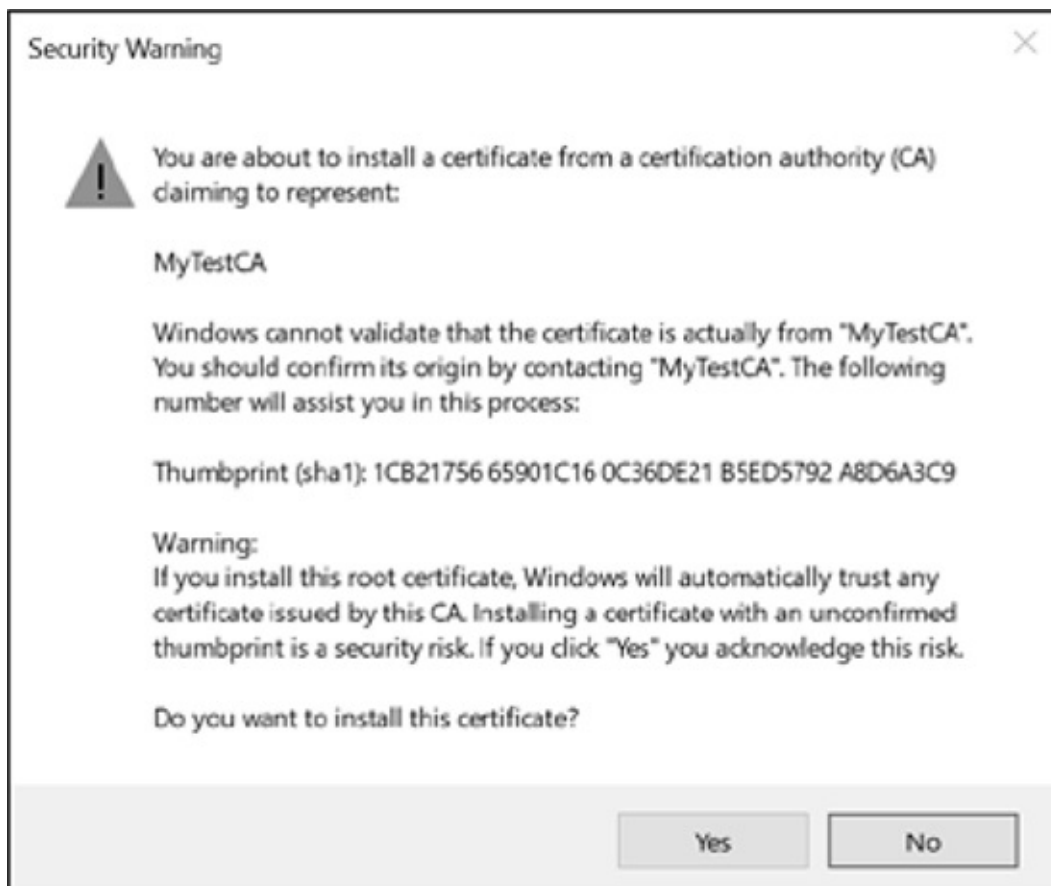 Security Warning
You are about to install a certificate from a certification authority (CA)
claiming to represent:
MyTestCA
Windows cannot validate that the certificate is actually from "MyTestCA".
You should confirm its origin by contacting "MyTestCA". The following
number will assist you in this process:
Thumbprint (sha1): 1CB21756 65901C16 0C36DE21 B5ED5792 A8D6A3C9
Warning:
If you install this root certificate, Windows will automatically trust any
certificate issued by this CA. Installing a certificate with an unconfirmed
thumbprint is a security risk. If you click "Yes" you acknowledge this risk.
Do you want to install this certificate?
Yes
No